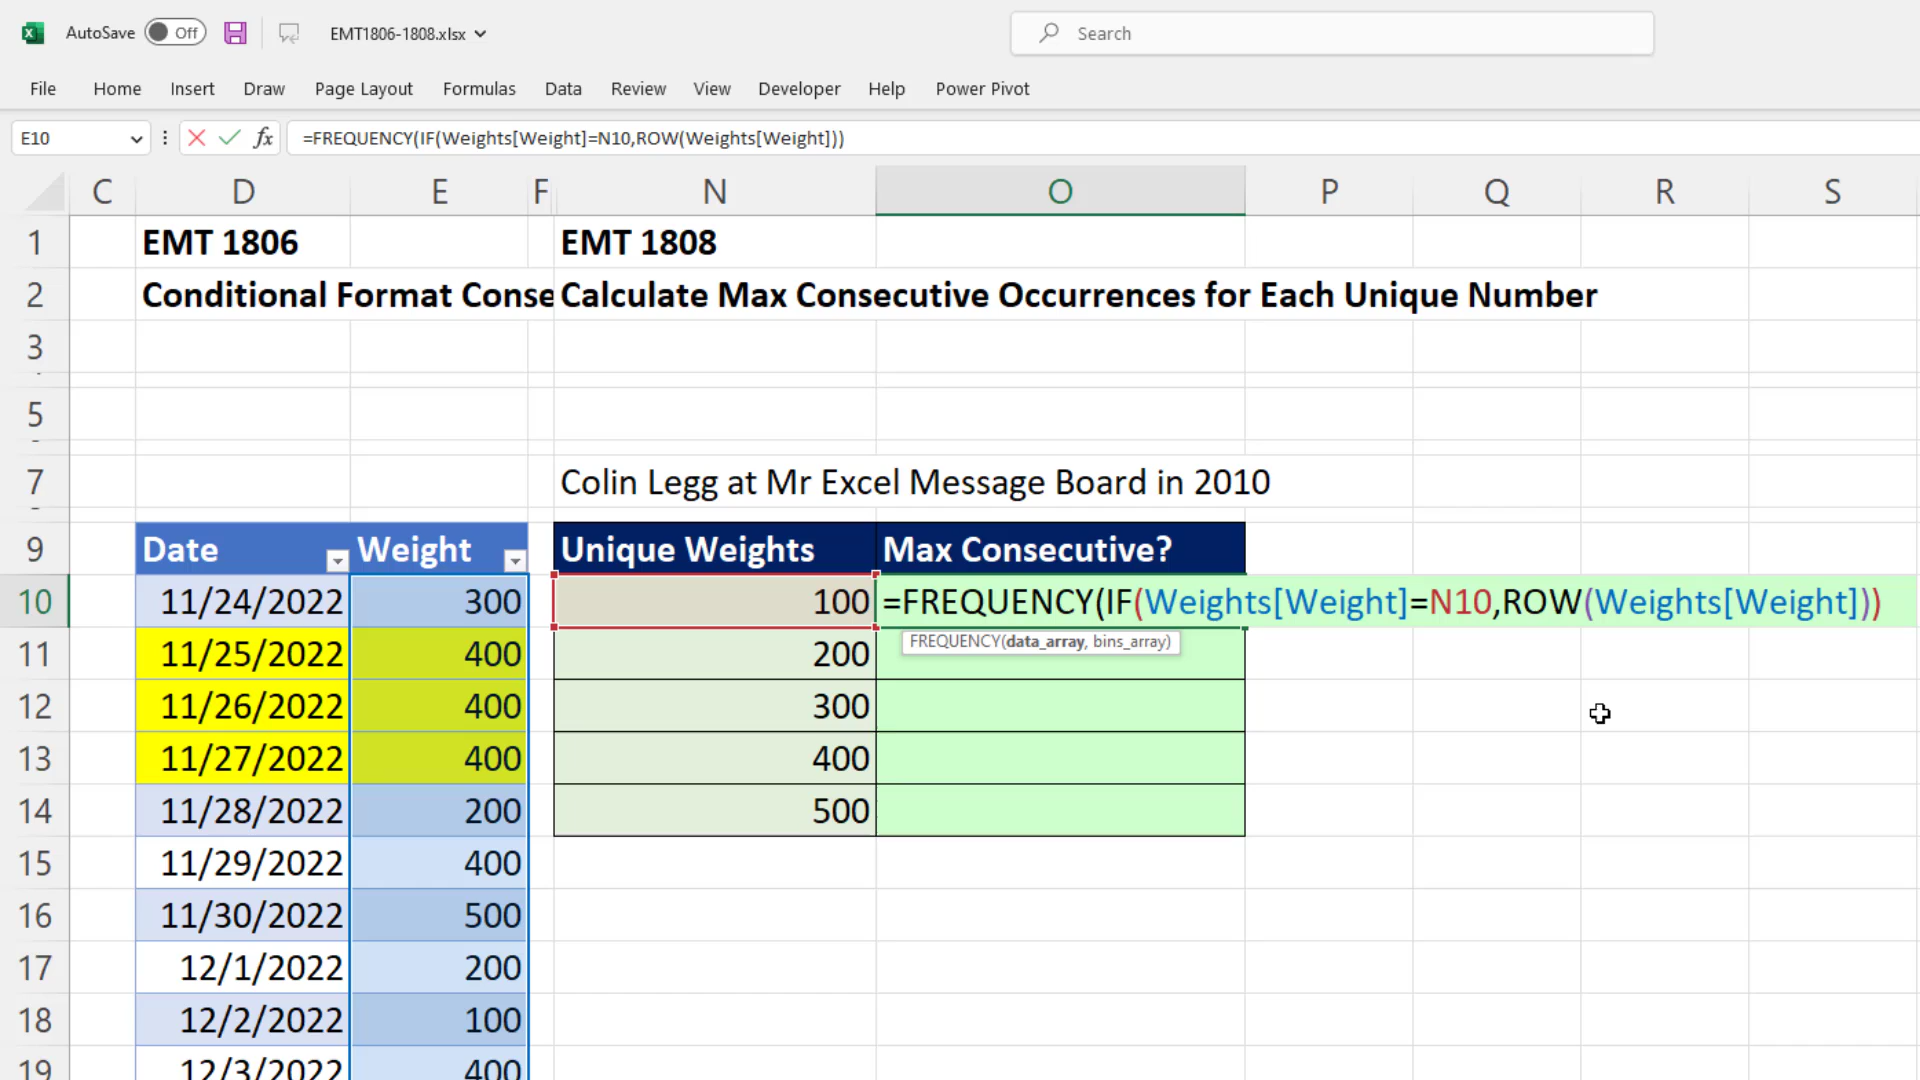 AutoSave Off EMT1806-1808.xlsx Search
File Home Insert Draw Page Layout Formulas Data Review View Developer Help Power Pivot
E10 fx =FREQUENCY(IF(Weights[Weight]=N10,ROW(Weights[Weight]))
C D E F N O P Q R S
1 EMT 1806 EMT 1808
2 Conditional Format Conse Calculate Max Consecutive Occurrences for Each Unique Number
3
5
7 Colin Legg at Mr Excel Message Board in 2010
9 Date Weight Unique Weights Max Consecutive?
10 11/24/2022 300 100 =FREQUENCY(IF(Weights[Weight]=N10,ROW(Weights[Weight]))
FREQUENCY(data_array, bins_array)
11 11/25/2022 400 200
12 11/26/2022 400 300
13 11/27/2022 400 400
14 11/28/2022 200 500
15 11/29/2022 400
16 11/30/2022 500
17 12/1/2022 200
18 12/2/2022 100
19 12/3/2022 400